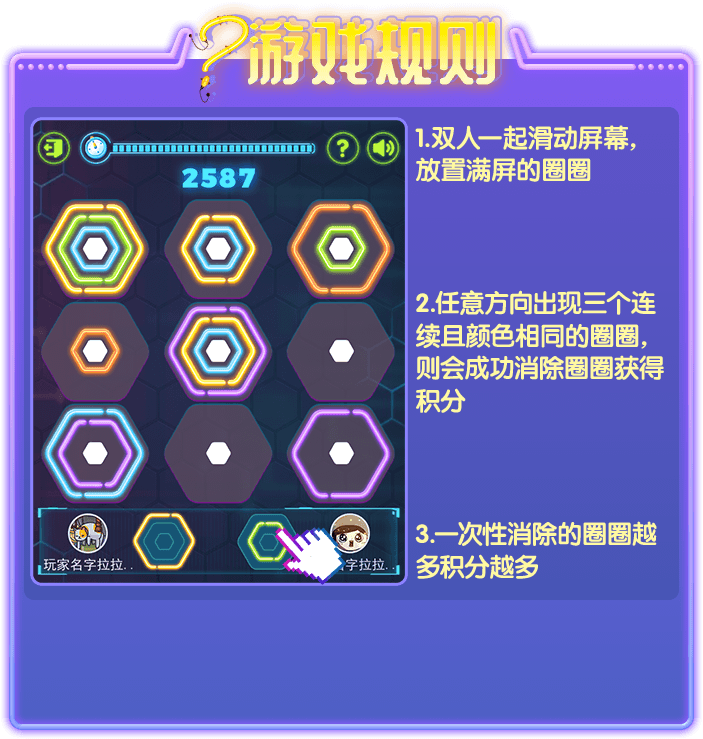 游戏规则
?
2587
1.双人一起滑动屏幕，
放置满屏的圈圈
2.任意方向出现三个连
续且颜色相同的圈圈，
则会成功消除圈圈获得
积分
3.一次性消除的圈圈越
多积分越多
玩家名字拉拉..
字拉拉..